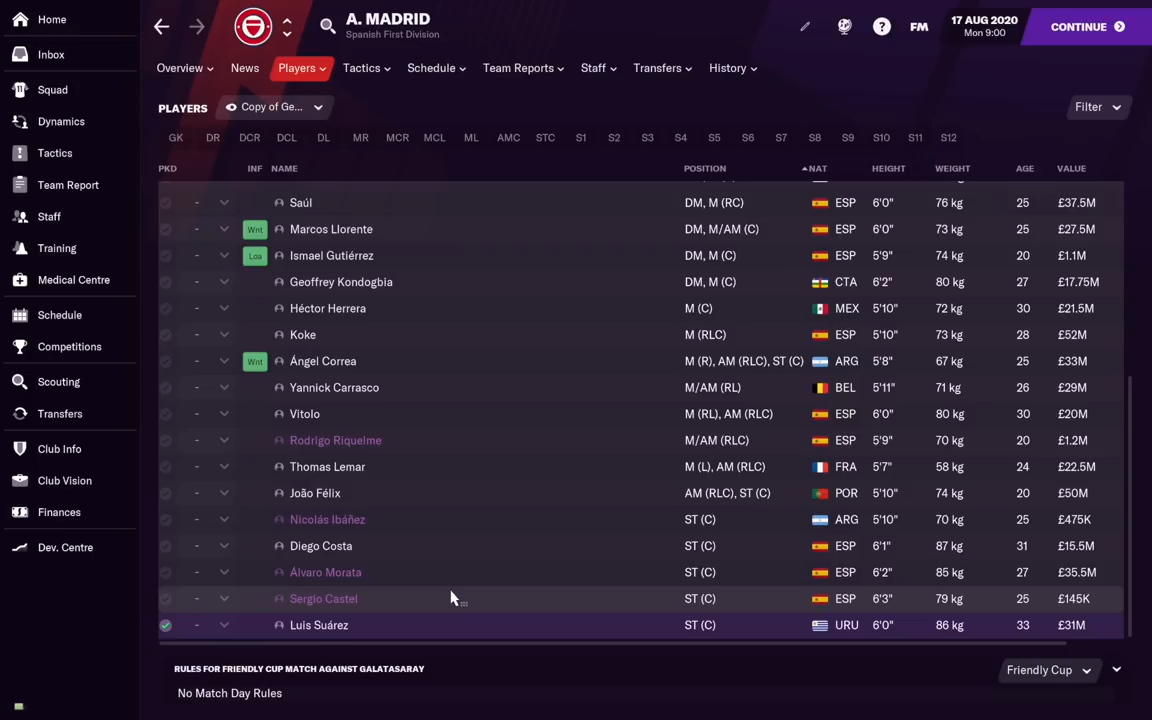 Home
A. MADRID
Spanish First Division
?
FM
17 AUG 2020
Mon 9:00
CONTINUE
Inbox
Overview News Players Tactics Schedule Team Reports Staff Transfers History
Squad
PLAYERS Copy of Ge... Filter
Dynamics
GK DR DCR DCL DL MR MCR MCL ML AMC STC S1 S2 S3 S4 S5 S6 S7 S8 S9 S10 S11 S12
Tactics
PKD INF NAME POSITION NAT HEIGHT WEIGHT AGE VALUE
Team Report
- Saúl DM, M (RC) ESP 6'0" 76 kg 25 £37.5M
Staff
- Wnt Marcos Llorente DM, M/AM (C) ESP 6'0" 73 kg 25 £27.5M
Training
- Loa Ismael Gutiérrez DM, M (C) ESP 5'9" 74 kg 20 £1.1M
Medical Centre
- Geoffrey Kondogbia DM, M (C) CTA 6'2" 80 kg 27 £17.75M
Schedule
- Héctor Herrera M (C) MEX 5'10" 72 kg 30 £21.5M
Competitions
- Koke M (RLC) ESP 5'10" 73 kg 28 £52M
- Wnt Ángel Correa M (R), AM (RLC), ST (C) ARG 5'8" 67 kg 25 £33M
Scouting
- Yannick Carrasco M/AM (RL) BEL 5'11" 71 kg 26 £29M
Transfers
- Vitolo M (RL), AM (RLC) ESP 6'0" 80 kg 30 £20M
Club Info
- Rodrigo Riquelme M/AM (RLC) ESP 5'9" 70 kg 20 £1.2M
Club Vision
- Thomas Lemar M (L), AM (RLC) FRA 5'7" 58 kg 24 £22.5M
Finances
- João Félix AM (RLC), ST (C) POR 5'10" 74 kg 20 £50M
- Nicolás Ibáñez ST (C) ARG 5'10" 70 kg 25 £475K
Dev. Centre
- Diego Costa ST (C) ESP 6'1" 87 kg 31 £15.5M
- Álvaro Morata ST (C) ESP 6'2" 85 kg 27 £35.5M
- Sergio Castel ST (C) ESP 6'3" 79 kg 25 £145K
- Luis Suárez ST (C) URU 6'0" 86 kg 33 £31M
RULES FOR FRIENDLY CUP MATCH AGAINST GALATASARAY Friendly Cup
No Match Day Rules